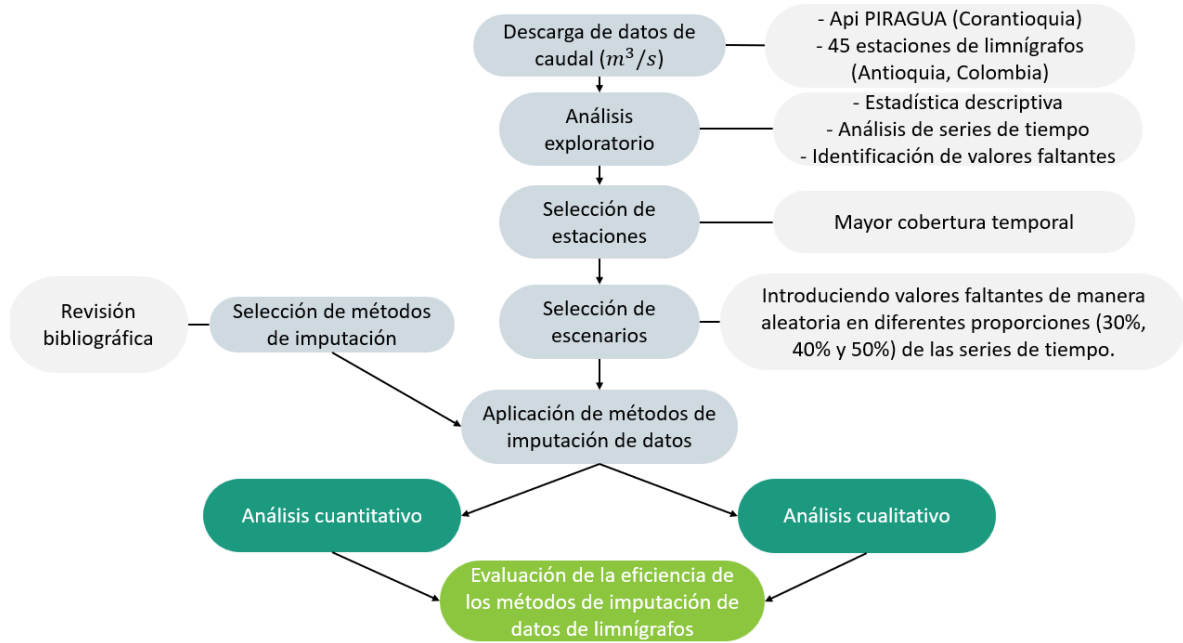 Descarga de datos de
caudal (m³/s)
- Api PIRAGUA (Corantioquia)
- 45 estaciones de limnígrafos
(Antioquia, Colombia)
Análisis
exploratorio
- Estadística descriptiva
- Análisis de series de tiempo
- Identificación de valores faltantes
Selección de
estaciones
Mayor cobertura temporal
Revisión
bibliográfica
Selección de métodos
de imputación
Selección de
escenarios
Introduciendo valores faltantes de manera
aleatoria en diferentes proporciones (30%,
40% y 50%) de las series de tiempo.
Aplicación de métodos de
imputación de datos
Análisis cuantitativo
Análisis cualitativo
Evaluación de la eficiencia de
los métodos de imputación de
datos de limnígrafos